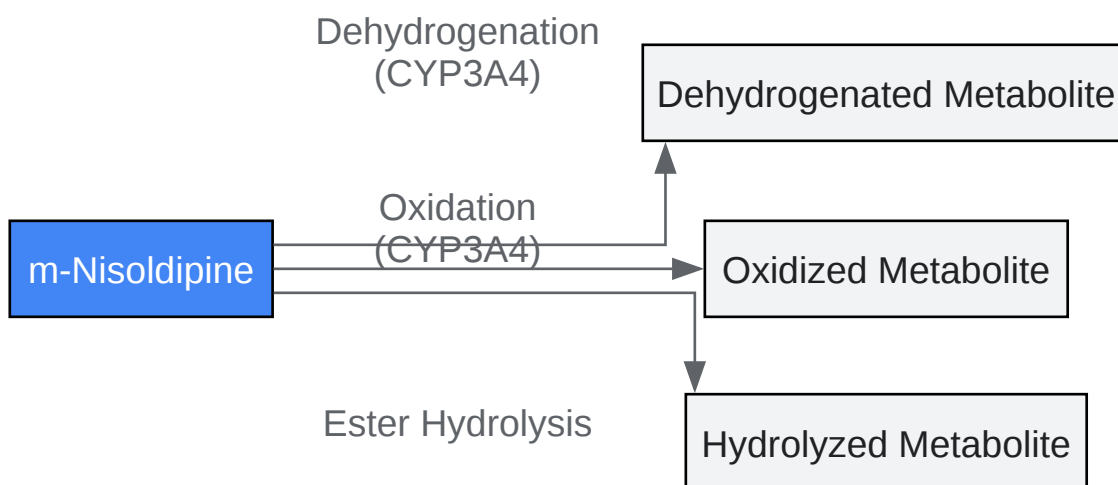 Dehydrogenation
(CYP3A4)
Dehydrogenated Metabolite
Oxidation
(CYP3A4)
m-Nisoldipine
Oxidized Metabolite
Ester Hydrolysis
Hydrolyzed Metabolite